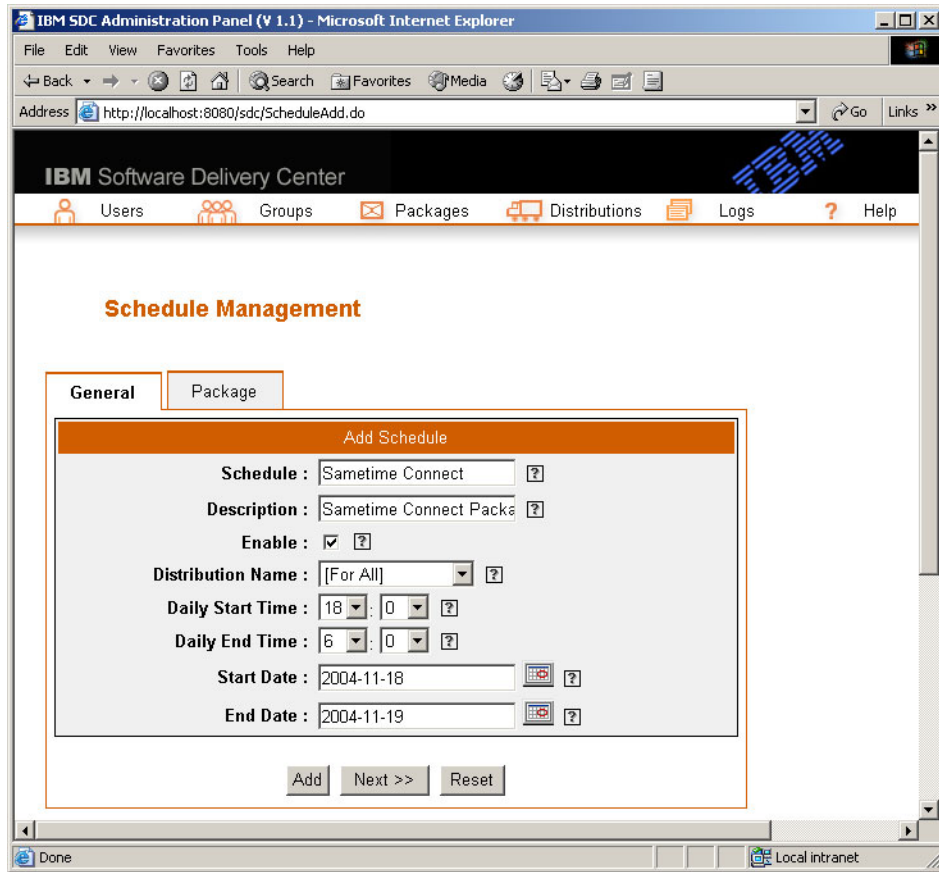 IBM SDC Administration Panel (V 1.1) - Microsoft Internet Explorer
File Edit View Favorites Tools Help
Back Search Favorites Media
Address http://localhost:8080/sdc/ScheduleAdd.do Go Links »
IBM Software Delivery Center IBM
Users Groups Packages Distributions Logs ? Help
Schedule Management
General Package
Add Schedule
Schedule : Sametime Connect ?
Description : Sametime Connect Packa ?
Enable : ?
Distribution Name : [For All] ?
Daily Start Time : 18 : 0 ?
Daily End Time : 6 : 0 ?
Start Date : 2004-11-18 ?
End Date : 2004-11-19 ?
Add Next >> Reset
Done Local intranet